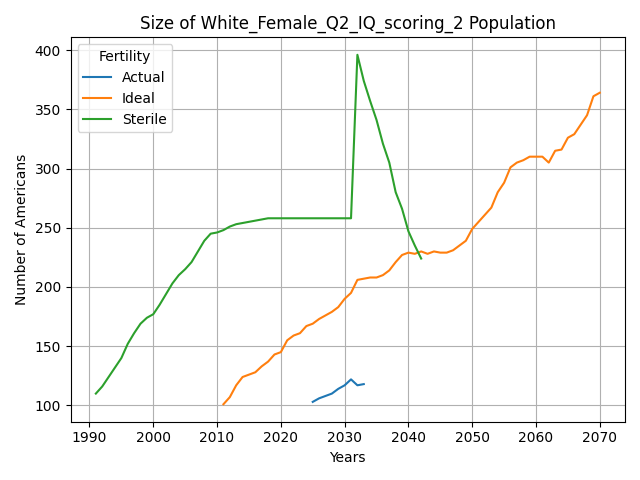 Size of White_Female_Q2_IQ_scoring_2 Population
Fertility
Actual
Ideal
Sterile
Number of Americans
400
350
300
250
200
150
100
1990 2000 2010 2020 2030 2040 2050 2060 2070
Years